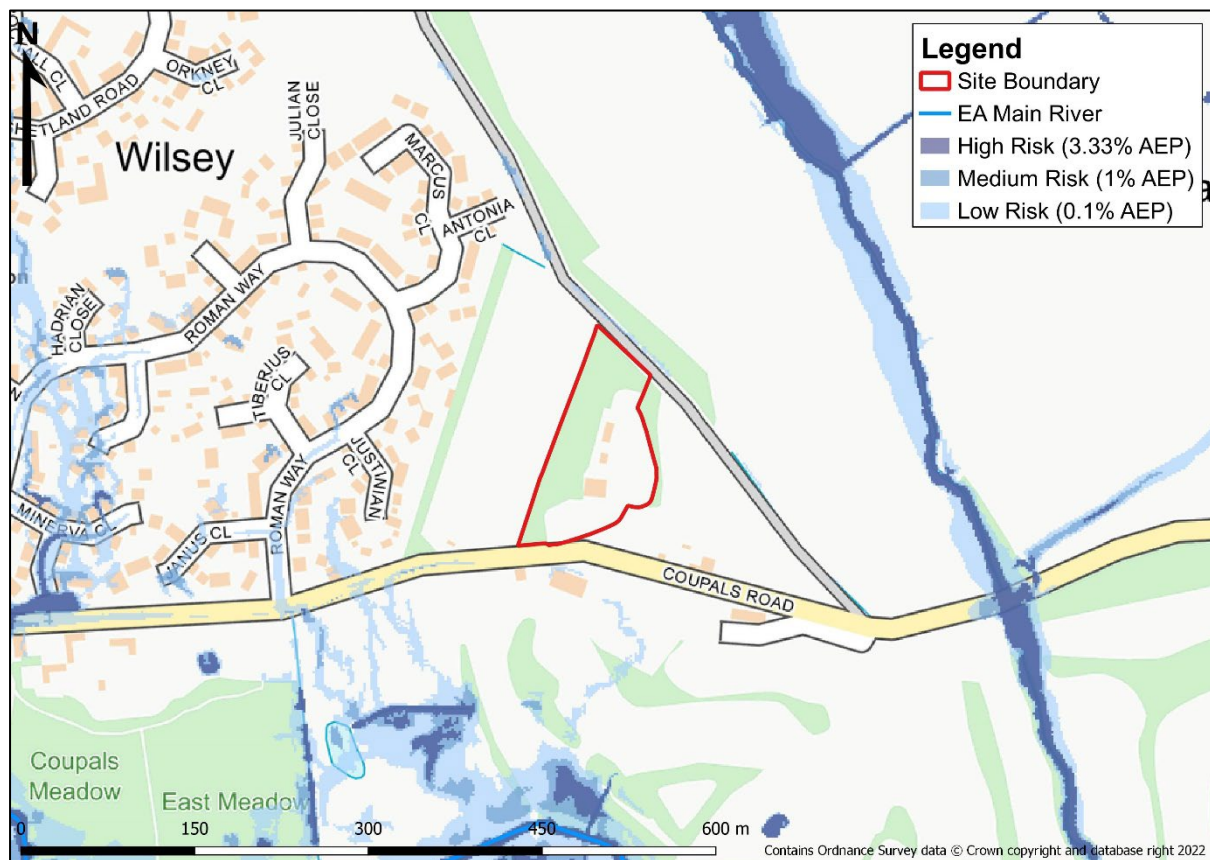 N
ORKNEY
CL
SHETLAND ROAD
JULIAN
CLOSE
Wilsey
MARCUS
CL
ANTONIA
CL
HADRIAN
CLOSE
ROMAN WAY
TIBERIUS
CL
JUSTINIAN
CL
ROMAN WAY
MINERVA CL
JANUS CL
COUPALS ROAD
Coupals
Meadow
East Meadow
Legend
Site Boundary
EA Main River
High Risk (3.33% AEP)
Medium Risk (1% AEP)
Low Risk (0.1% AEP)
0 150 300 450 600 m
Contains Ordnance Survey data © Crown copyright and database right 2022